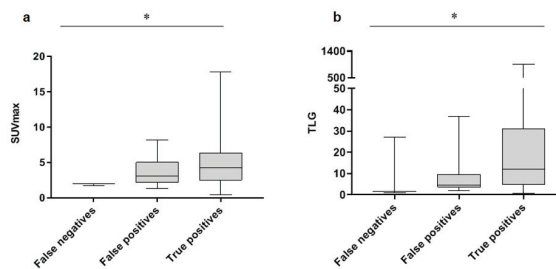 a
*
20
15
10
5
0
SUVmax
False negatives
False positives
True positives
b
*
1400
500
50
40
30
20
10
0
TLG
False negatives
False positives
True positives